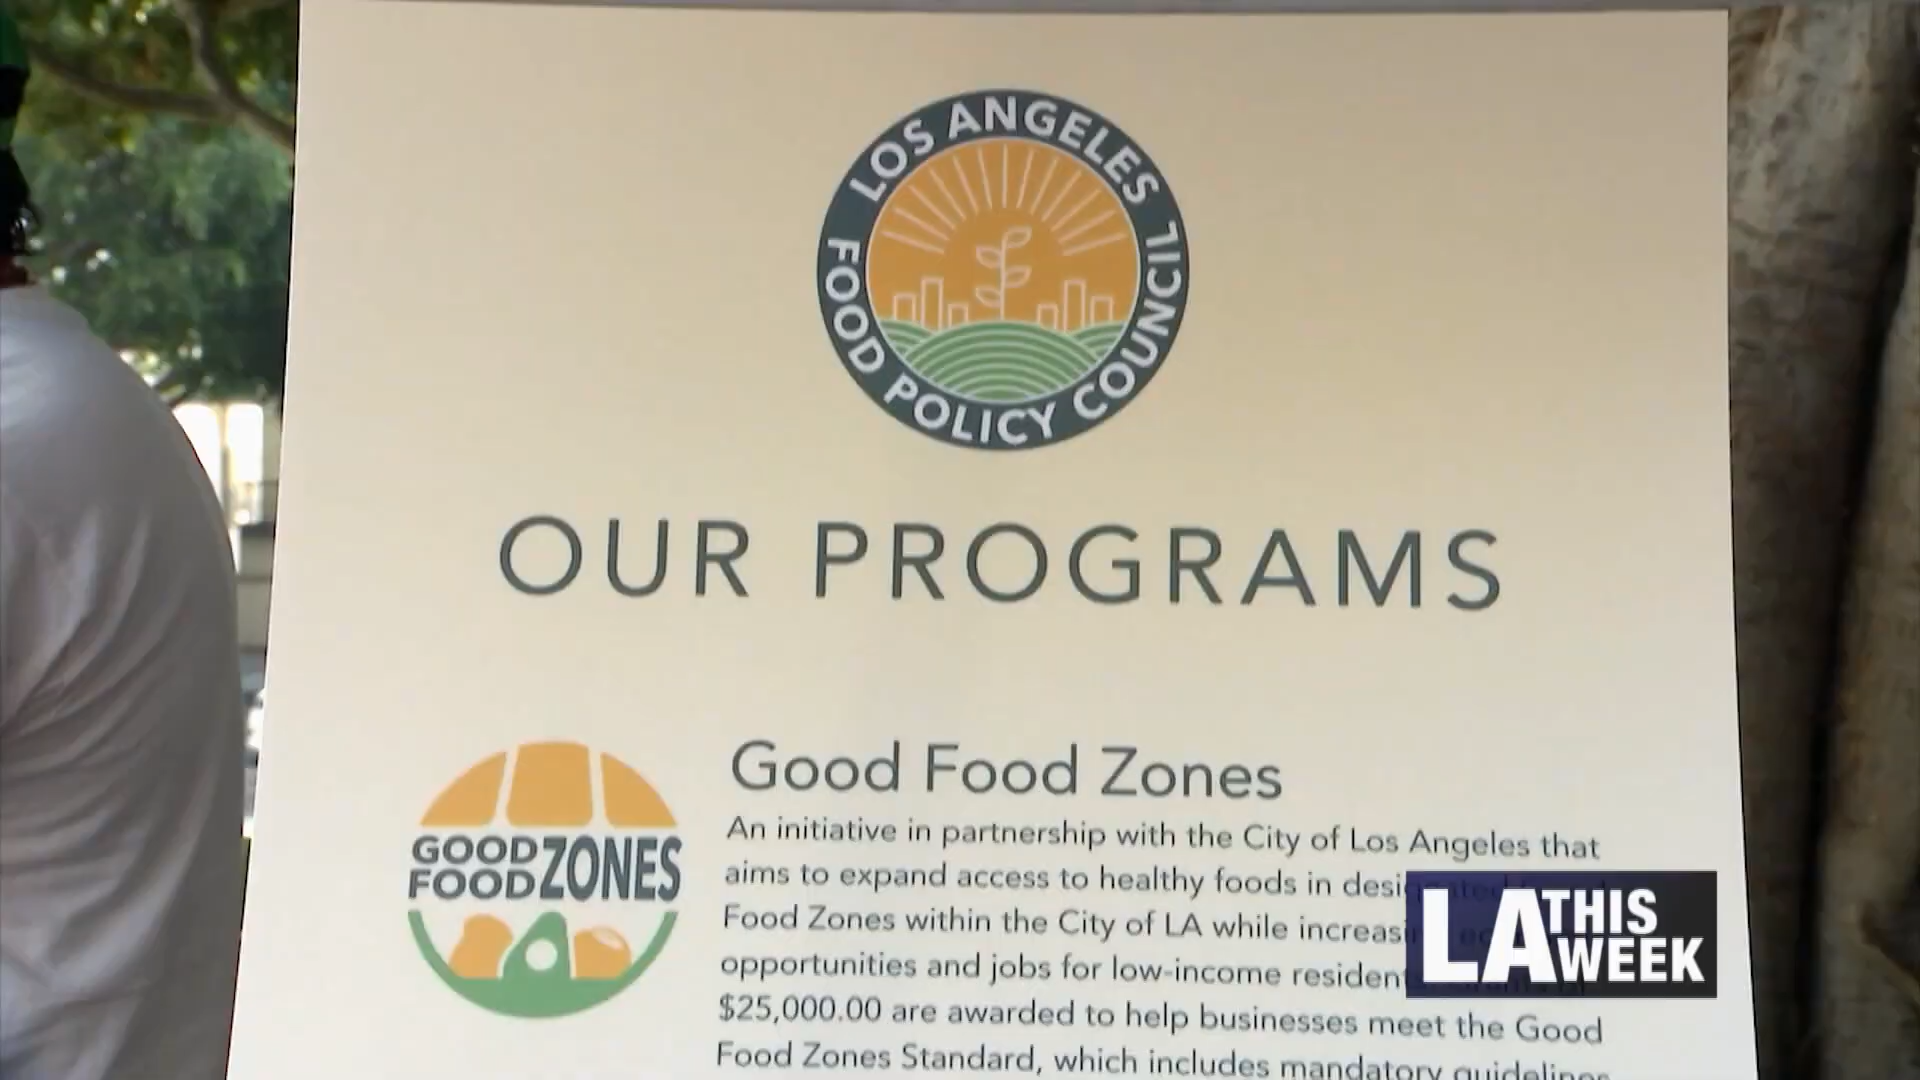 LOS ANGELES
FOOD POLICY COUNCIL
OUR PROGRAMS
GOOD FOOD ZONES
Good Food Zones
An initiative in partnership with the City of Los Angeles that
aims to expand access to healthy foods in
Food Zones within the City of LA while
opportunities and jobs for low-income
$25,000.00 are awarded to help businesses meet the Good
Food Zones Standard, which includes mandatory guidelines
LA THIS WEEK